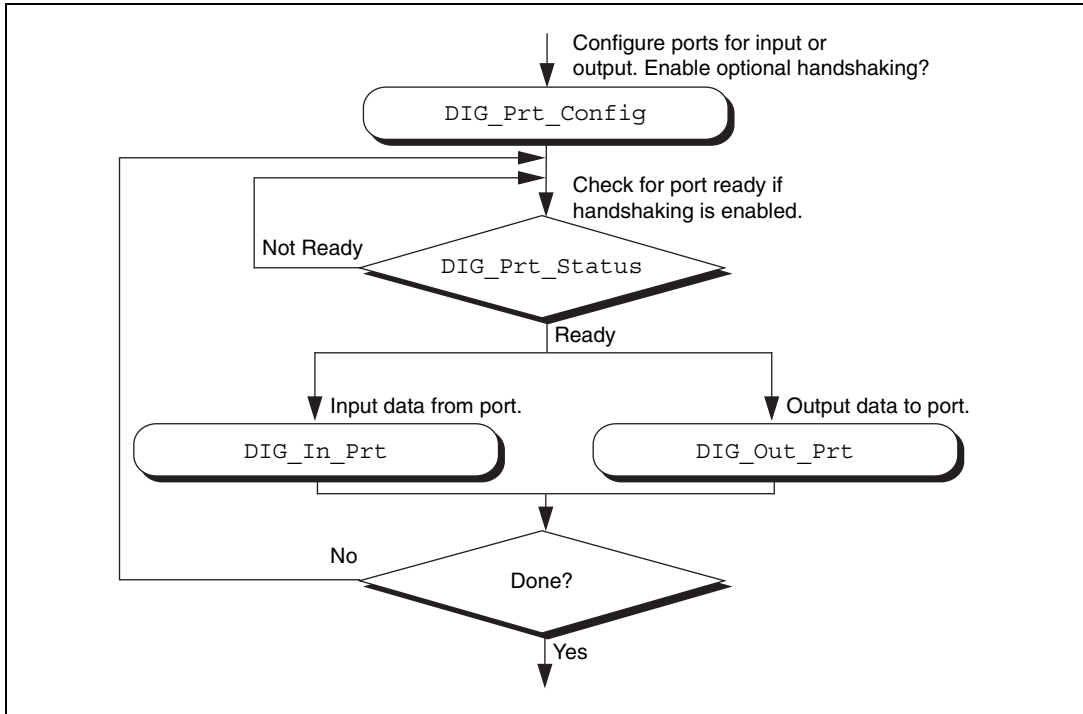 Configure ports for input or
output. Enable optional handshaking?
DIG_Prt_Config
Check for port ready if
handshaking is enabled.
Not Ready
DIG_Prt_Status
Ready
Input data from port.
Output data to port.
DIG_In_Prt
DIG_Out_Prt
No
Done?
Yes